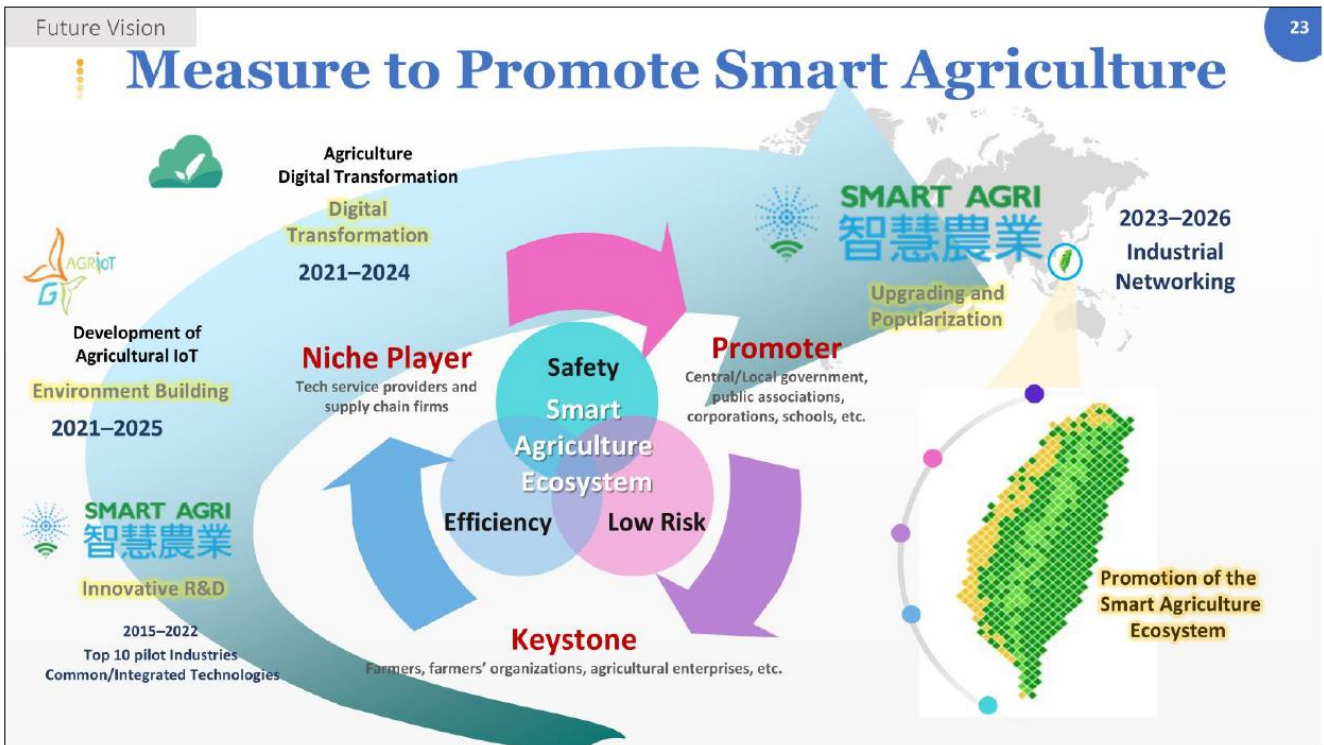 Future Vision
23
Measure to Promote Smart Agriculture
Agriculture
Digital Transformation
Digital
Transformation
2021–2024
AGRIoT
G
Development of
Agricultural IoT
Environment Building
2021–2025
SMART AGRI
智慧農業
Innovative R&D
2015–2022
Top 10 pilot Industries
Common/Integrated Technologies
Niche Player
Tech service providers and
supply chain firms
Safety
Smart
Agriculture
Ecosystem
Efficiency
Low Risk
Promoter
Central/Local government,
public associations,
corporations, schools, etc.
Keystone
Farmers, farmers’ organizations, agricultural enterprises, etc.
SMART AGRI
智慧農業
Upgrading and
Popularization
2023–2026
Industrial
Networking
Promotion of the
Smart Agriculture
Ecosystem